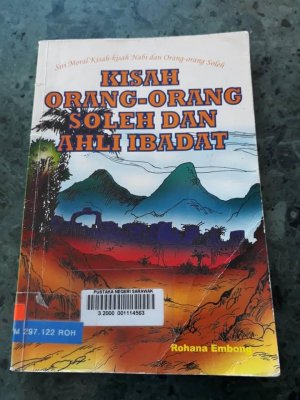 Siri Moral Kisah-kisah Nabi dan Orang-orang Soleh
KISAH
ORANG-ORANG
SOLEH DAN
AHLI IBADAT
PUSTAKA NEGERI SARAWAK
3 2000 001114563
M 297.122 ROH
Rohana Embong